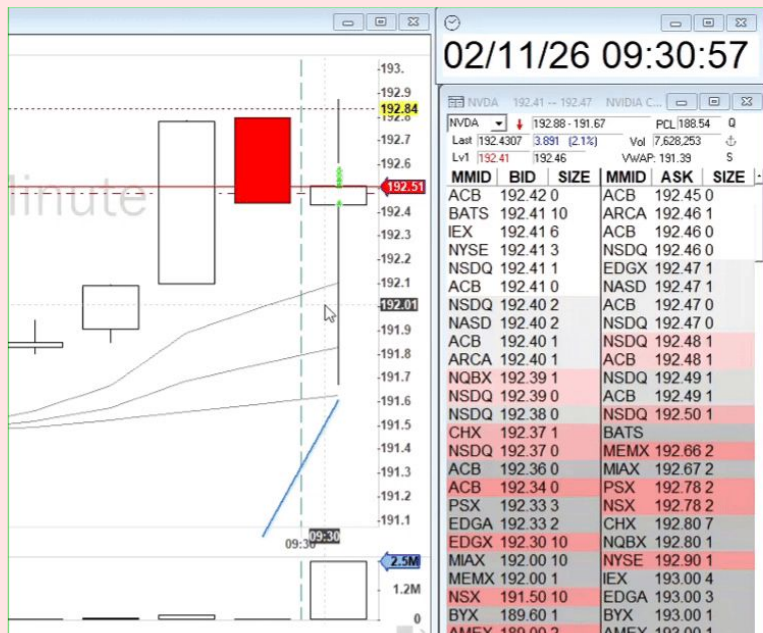 02/11/26 09:30:57
193.
192.9
192.84
192.8
192.7
192.6
192.51
192.4
192.3
192.2
192.1
192.01
191.9
191.8
191.7
191.6
191.5
191.4
191.3
191.2
191.1
09:30
09:30
2.5M
1.2M
0
Minute
NVDA 192.41 -- 192.47 NVIDIA C...
NVDA 192.88 - 191.67 PCL 188.54 Q
Last 192.4307 3.891 (2.1%) Vol 7,628,253
Lv1 192.41 192.46 VWAP: 191.39 S
MMID BID SIZE MMID ASK SIZE
ACB 192.42 0 ACB 192.45 0
BATS 192.41 10 ARCA 192.46 1
IEX 192.41 6 ACB 192.46 0
NYSE 192.41 3 NSDQ 192.46 0
NSDQ 192.41 1 EDGX 192.47 1
ACB 192.41 0 NASD 192.47 1
NSDQ 192.40 2 ACB 192.47 0
NASD 192.40 2 NSDQ 192.47 0
ACB 192.40 1 NSDQ 192.48 1
ARCA 192.40 1 ACB 192.48 1
NQBX 192.39 1 NSDQ 192.49 1
NSDQ 192.39 0 ACB 192.49 1
NSDQ 192.38 0 NSDQ 192.50 1
CHX 192.37 1 BATS
NSDQ 192.37 0 MEMX 192.66 2
ACB 192.36 0 MIAX 192.67 2
ACB 192.34 0 PSX 192.78 2
PSX 192.33 3 NSX 192.78 2
EDGA 192.33 2 CHX 192.80 7
EDGX 192.30 10 NQBX 192.80 1
MIAX 192.00 10 NYSE 192.90 1
MEMX 192.00 1 IEX 193.00 4
NSX 191.50 10 EDGA 193.00 3
BYX 189.60 1 BYX 193.00 1
AMEX 189.00 2 AMEX 193.00 1